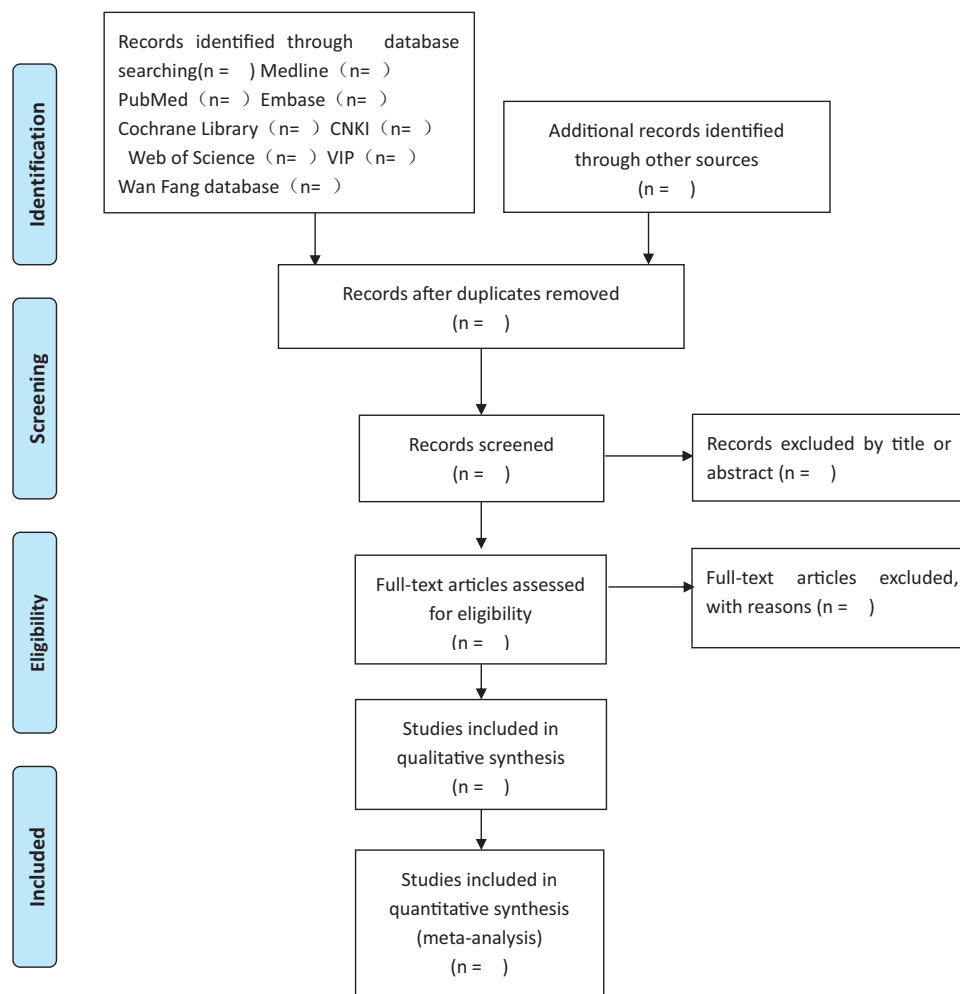 Identification
Records identified through database
searching(n = ) Medline（n= ）
PubMed（n= ）Embase（n= ）
Cochrane Library（n= ）CNKI（n= ）
Web of Science（n= ）VIP（n= ）
Wan Fang database（n= ）
Additional records identified
through other sources
(n = )
Records after duplicates removed
(n = )
Screening
Records screened
(n = )
Records excluded by title or
abstract (n = )
Eligibility
Full-text articles assessed
for eligibility
(n = )
Full-text articles excluded,
with reasons (n = )
Studies included in
qualitative synthesis
(n = )
Included
Studies included in
quantitative synthesis
(meta-analysis)
(n = )